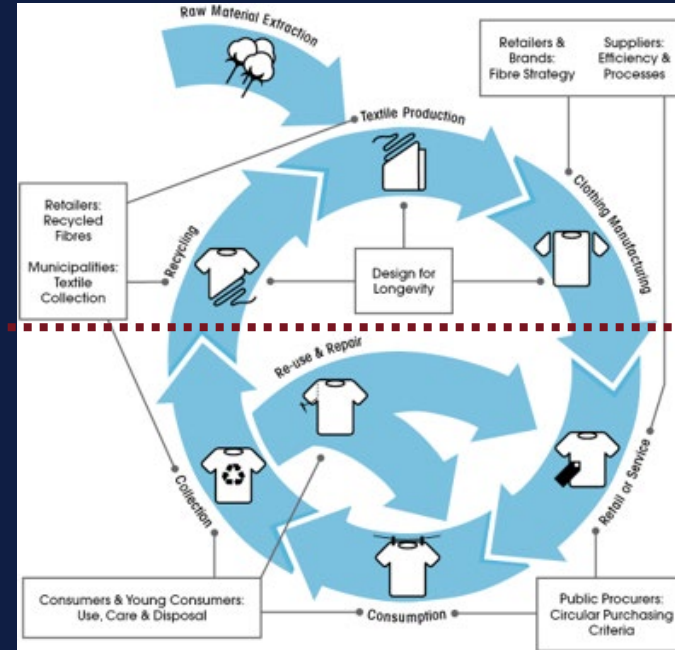 Raw Material Extraction
Retailers &
Brands:
Fibre Strategy
Suppliers:
Efficiency &
Processes
Textile Production
Clothing Manufacturing
Retailers:
Recycled
Fibres
Municipalities:
Textile
Collection
Recycling
Design for
Longevity
Re-use & Repair
Collection
Retail or Service
Consumers & Young Consumers:
Use, Care & Disposal
Consumption
Public Procurers:
Circular Purchasing
Criteria